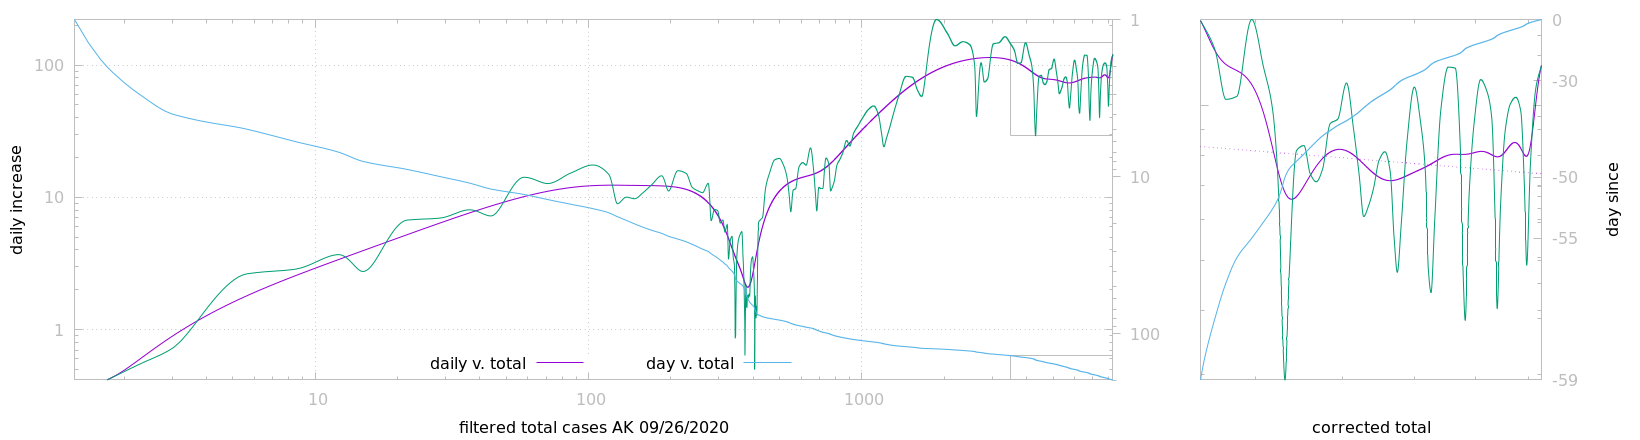 daily increase
100
10
1
10
100
1000
1
10
100
daily v. total
day v. total
filtered total cases AK 09/26/2020
0
-30
-50
-55
-59
day since
corrected total